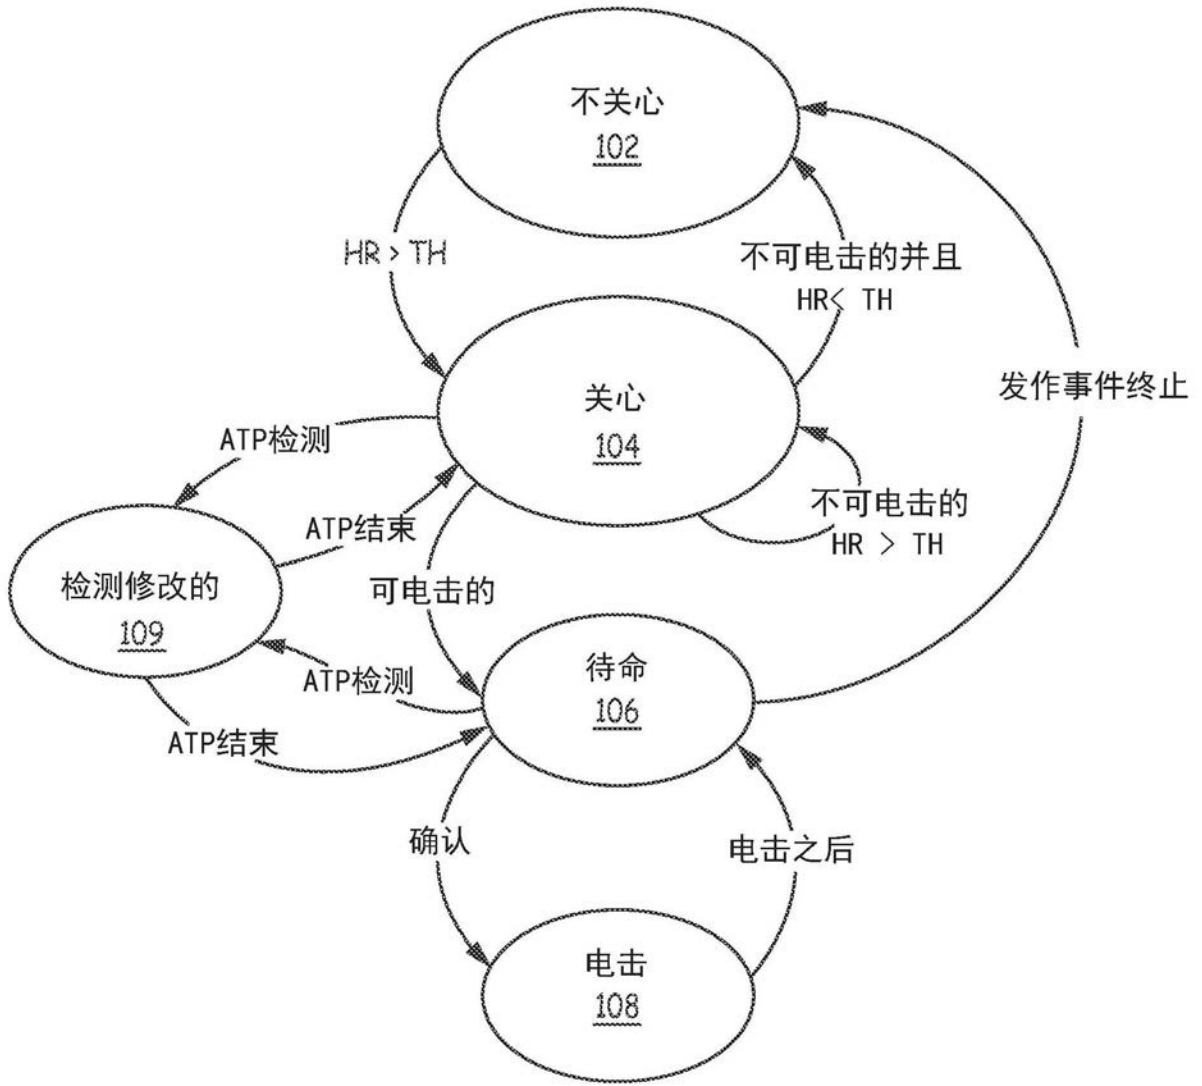 不关心
102
HR > TH
不可电击的并且
HR< TH
关心
104
发作事件终止
ATP检测
ATP结束
不可电击的
HR > TH
检测修改的
109
可电击的
ATP检测
待命
106
ATP结束
确认
电击之后
电击
108